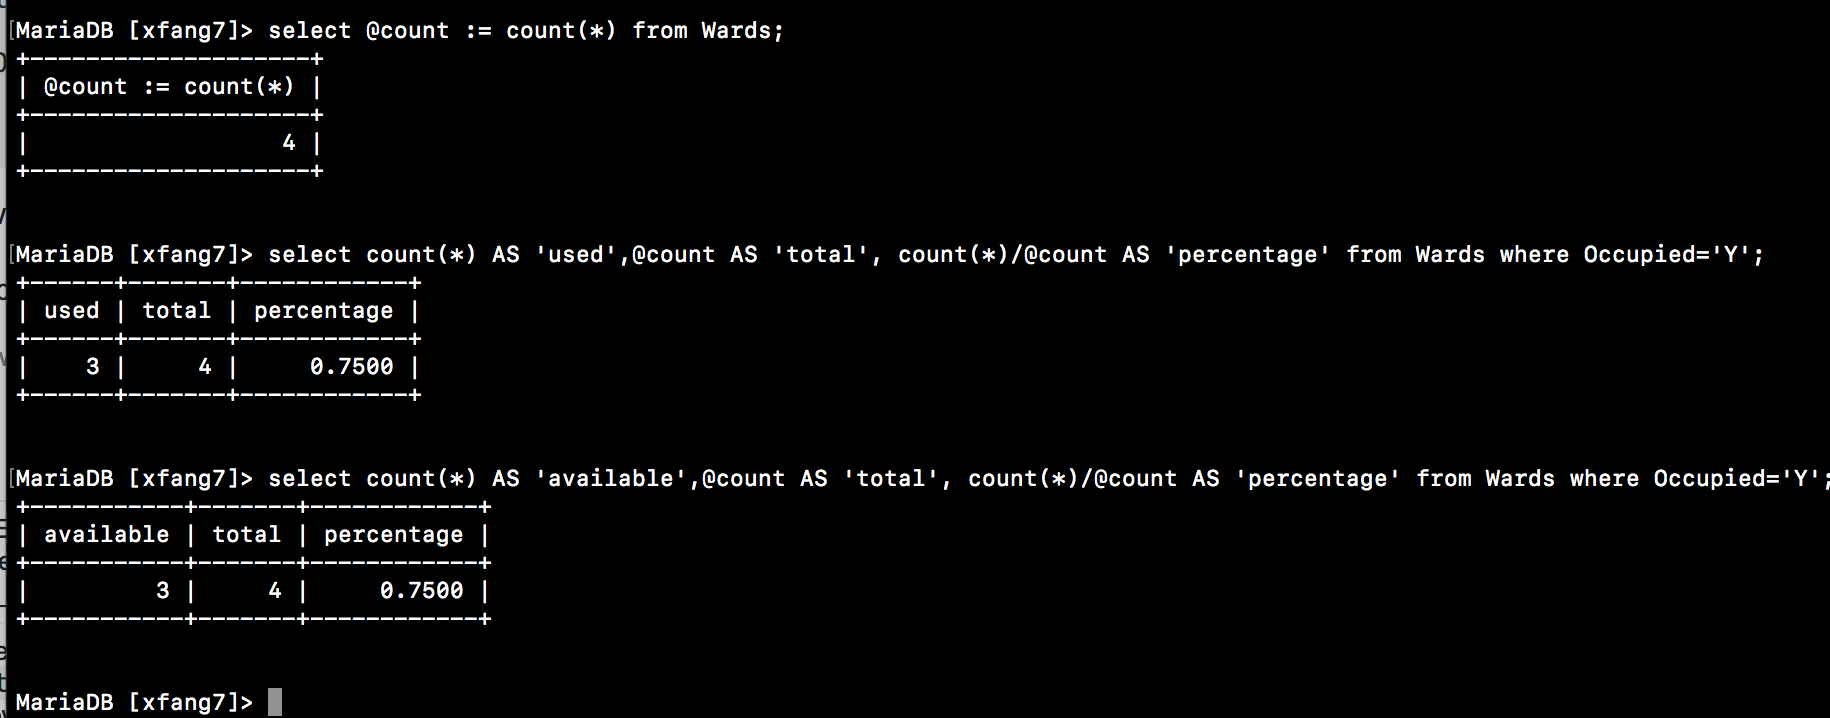 MariaDB [xfang7]> select @count := count(*) from Wards;
+--------------------+
| @count := count(*) |
+--------------------+
|                  4 |
+--------------------+
MariaDB [xfang7]> select count(*) AS 'used',@count AS 'total', count(*)/@count AS 'percentage' from Wards where Occupied='Y';
+------+-------+------------+
| used | total | percentage |
+------+-------+------------+
|    3 |     4 |     0.7500 |
+------+-------+------------+
MariaDB [xfang7]> select count(*) AS 'available',@count AS 'total', count(*)/@count AS 'percentage' from Wards where Occupied='Y';
+-----------+-------+------------+
| available | total | percentage |
+-----------+-------+------------+
|         3 |     4 |     0.7500 |
+-----------+-------+------------+
MariaDB [xfang7]>